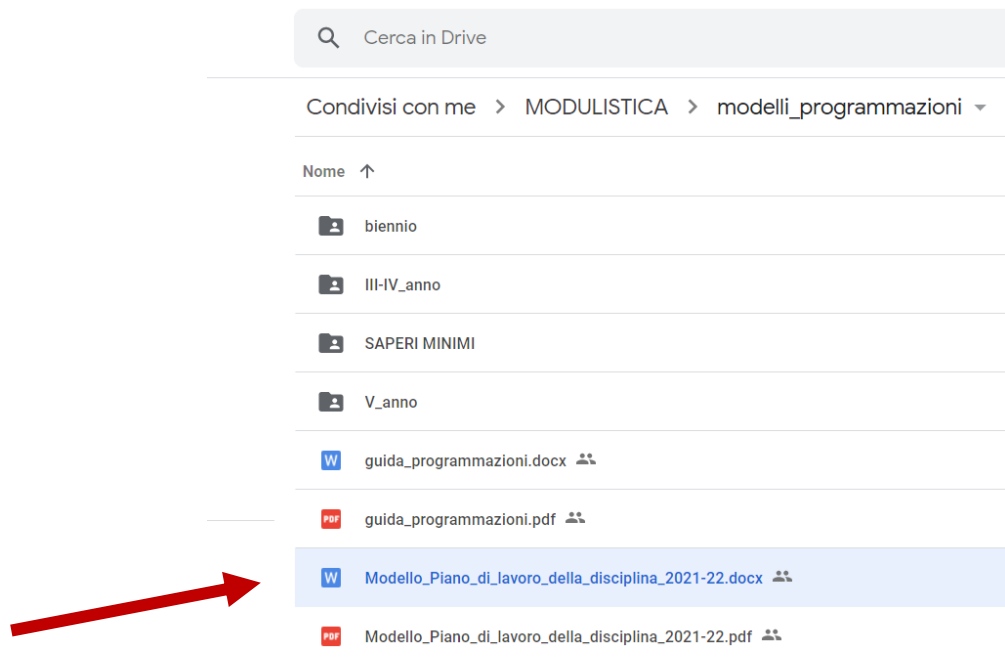 Cerca in Drive
Condivisi con me > MODULISTICA > modelli_programmazioni
Nome
biennio
III-IV_anno
SAPERI MINIMI
V_anno
W guida_programmazioni.docx
PDF guida_programmazioni.pdf
W Modello_Piano_di_lavoro_della_disciplina_2021-22.docx
PDF Modello_Piano_di_lavoro_della_disciplina_2021-22.pdf